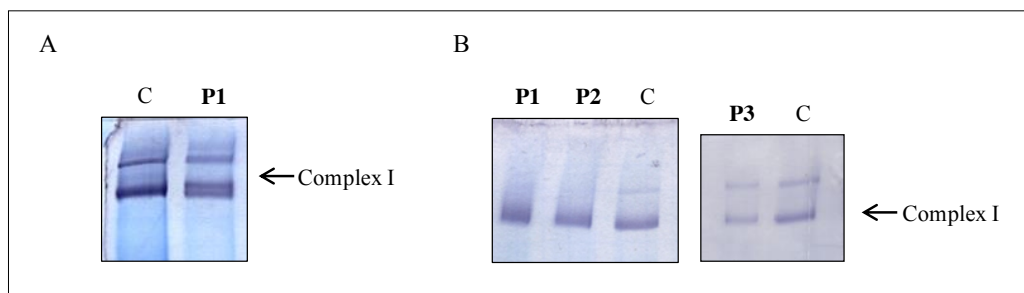 A
B
C P1
P1 P2 C
P3 C
Complex I
Complex I